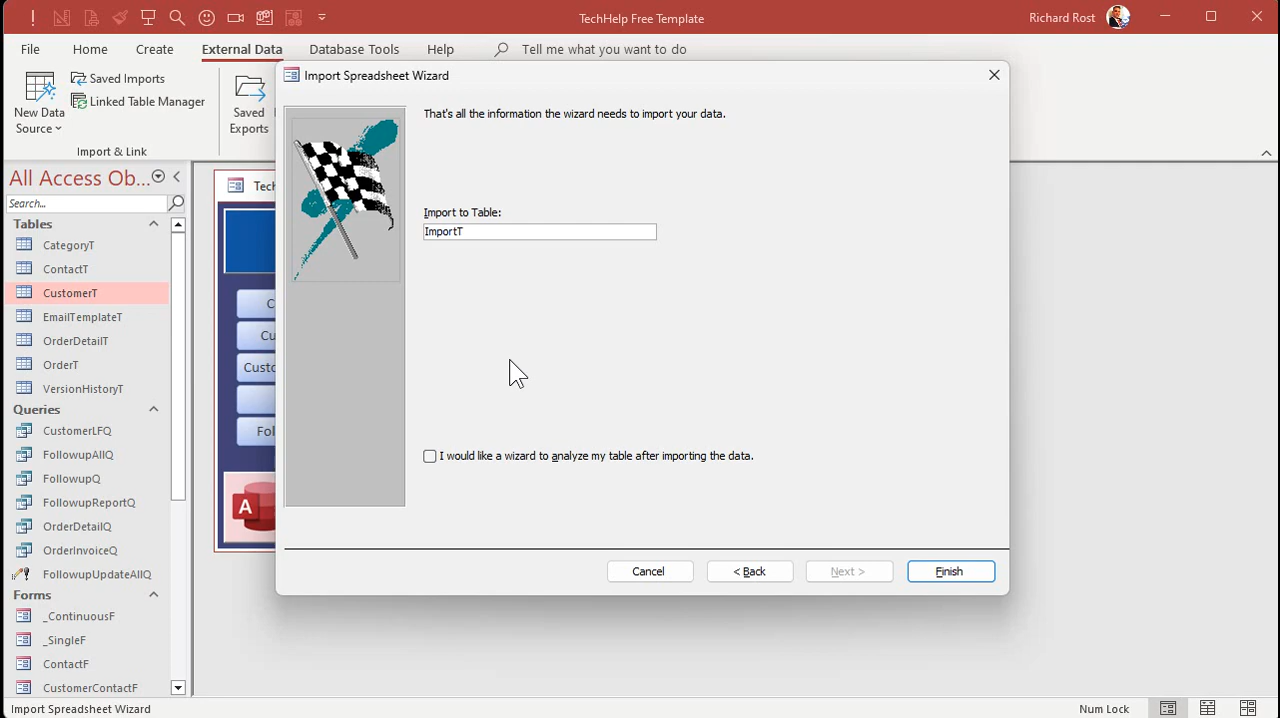 TechHelp Free Template
Richard Rost
File Home Create External Data Database Tools Help Tell me what you want to do
New Data Source
Saved Imports
Linked Table Manager
Saved Exports
Import & Link
All Access Ob...
Search...
Tables
CategoryT
ContactT
CustomerT
EmailTemplateT
OrderDetailT
OrderT
VersionHistoryT
Queries
CustomerLFQ
FollowupAllQ
FollowupQ
FollowupReportQ
OrderDetailQ
OrderInvoiceQ
FollowupUpdateAllQ
Forms
_ContinuousF
_SingleF
ContactF
CustomerContactF
Tech
C
Cu
Custo
Fol
A
Import Spreadsheet Wizard
That's all the information the wizard needs to import your data.
Import to Table:
ImportT
I would like a wizard to analyze my table after importing the data.
Cancel < Back Next > Finish
Import Spreadsheet Wizard
Num Lock